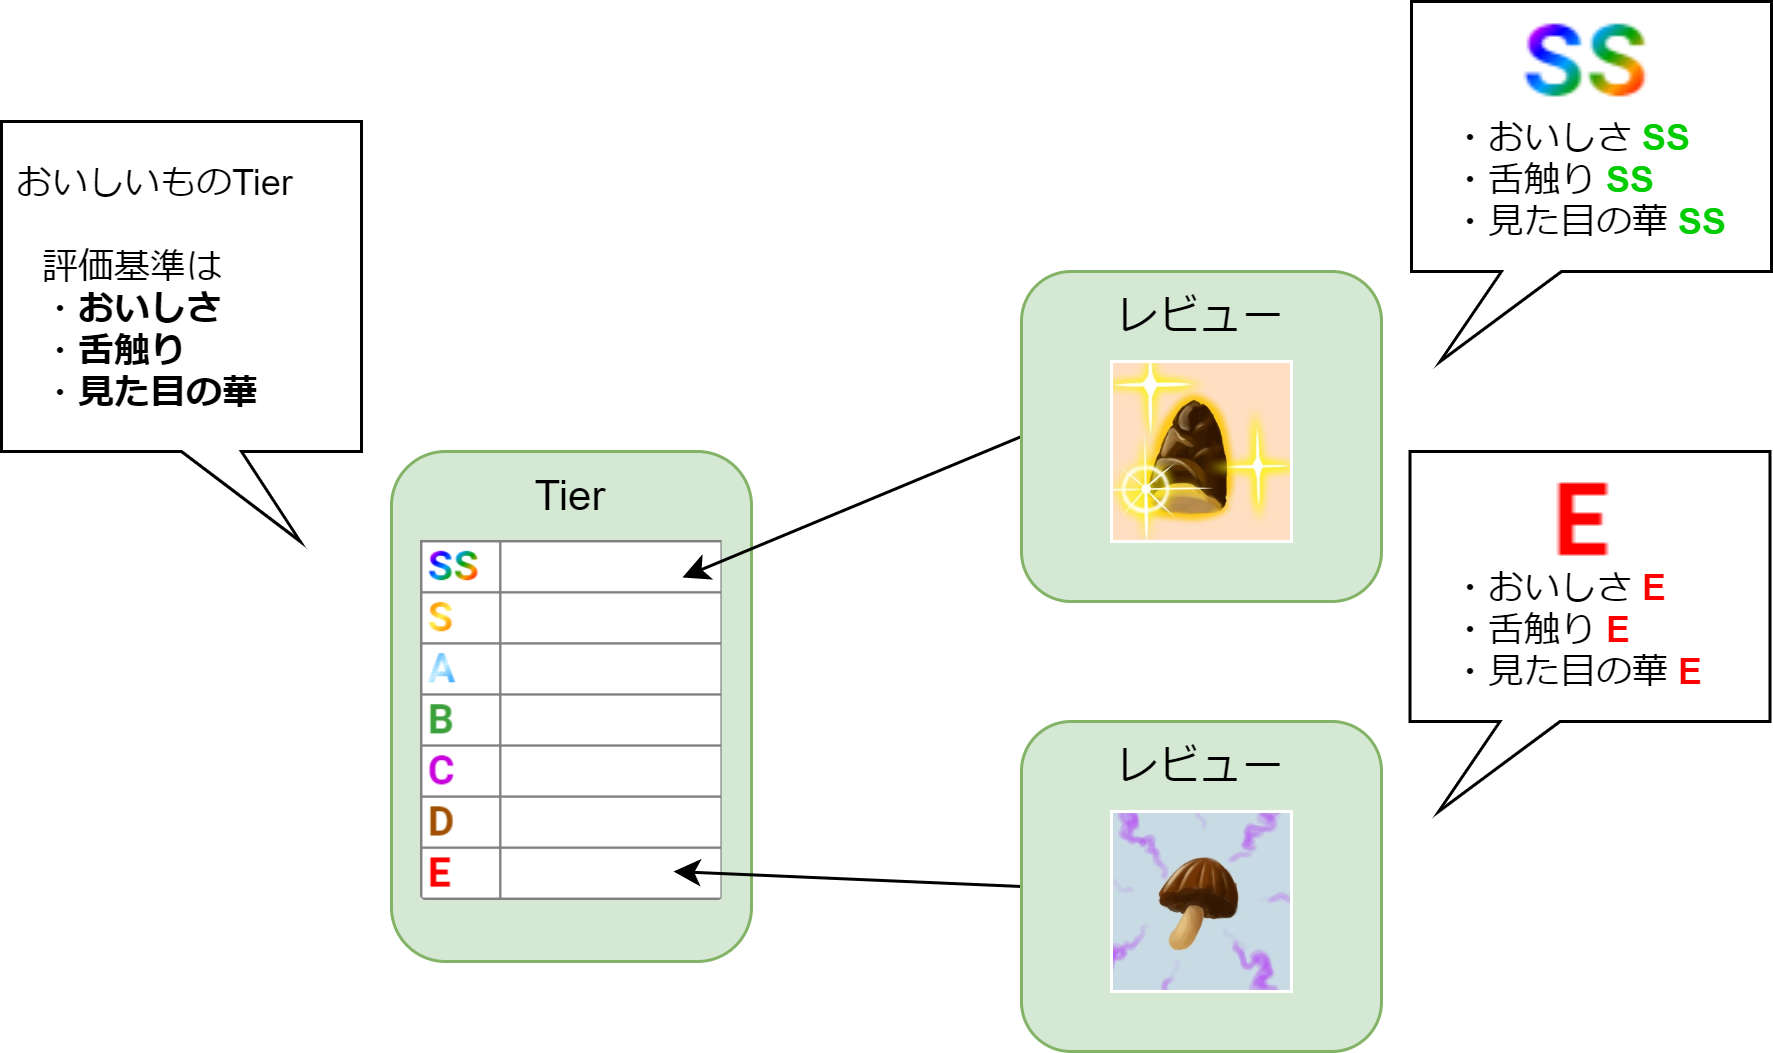 おいしいものTier
評価基準は
・おいしさ
・舌触り
・見た目の華
Tier
SS
S
A
B
C
D
E
レビュー
SS
・おいしさ SS
・舌触り SS
・見た目の華 SS
レビュー
E
・おいしさ E
・舌触り E
・見た目の華 E